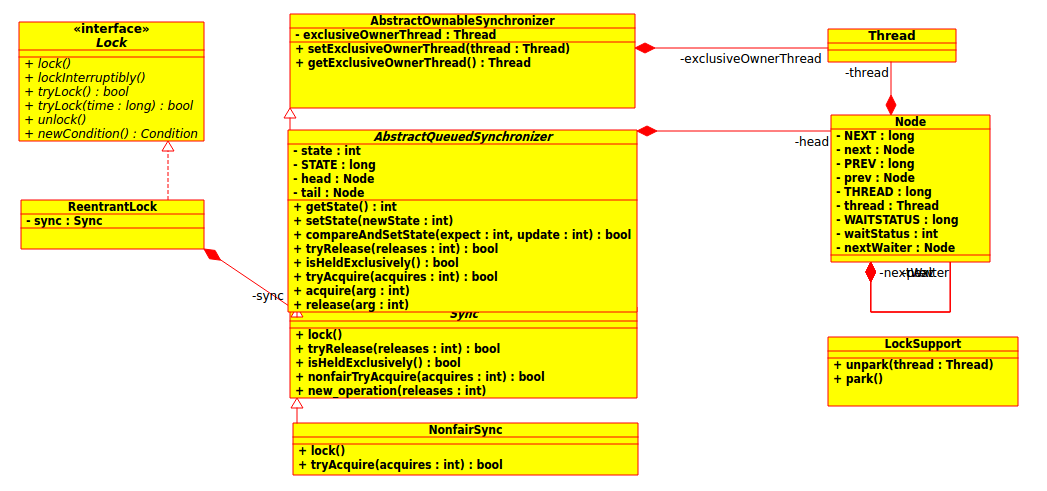 «interface»
Lock
+ lock()
+ lockInterruptibly()
+ tryLock() : bool
+ tryLock(time : long) : bool
+ unlock()
+ newCondition() : Condition
ReentrantLock
- sync : Sync
-sync
AbstractOwnableSynchronizer
- exclusiveOwnerThread : Thread
+ setExclusiveOwnerThread(thread : Thread)
+ getExclusiveOwnerThread() : Thread
AbstractQueuedSynchronizer
- state : int
- STATE : long
- head : Node
- tail : Node
+ getState() : int
+ setState(newState : int)
+ compareAndSetState(expect : int, update : int) : bool
+ tryRelease(releases : int) : bool
+ isHeldExclusively() : bool
+ tryAcquire(acquires : int) : bool
+ acquire(arg : int)
+ release(arg : int)
Sync
+ lock()
+ tryRelease(releases : int) : bool
+ isHeldExclusively() : bool
+ nonfairTryAcquire(acquires : int) : bool
+ new_operation(releases : int)
NonfairSync
+ lock()
+ tryAcquire(acquires : int) : bool
-exclusiveOwnerThread
-head
Thread
-thread
Node
- NEXT : long
- next : Node
- PREV : long
- prev : Node
- THREAD : long
- thread : Thread
- WAITSTATUS : long
- waitStatus : int
- nextWaiter : Node
LockSupport
+ unpark(thread : Thread)
+ park()